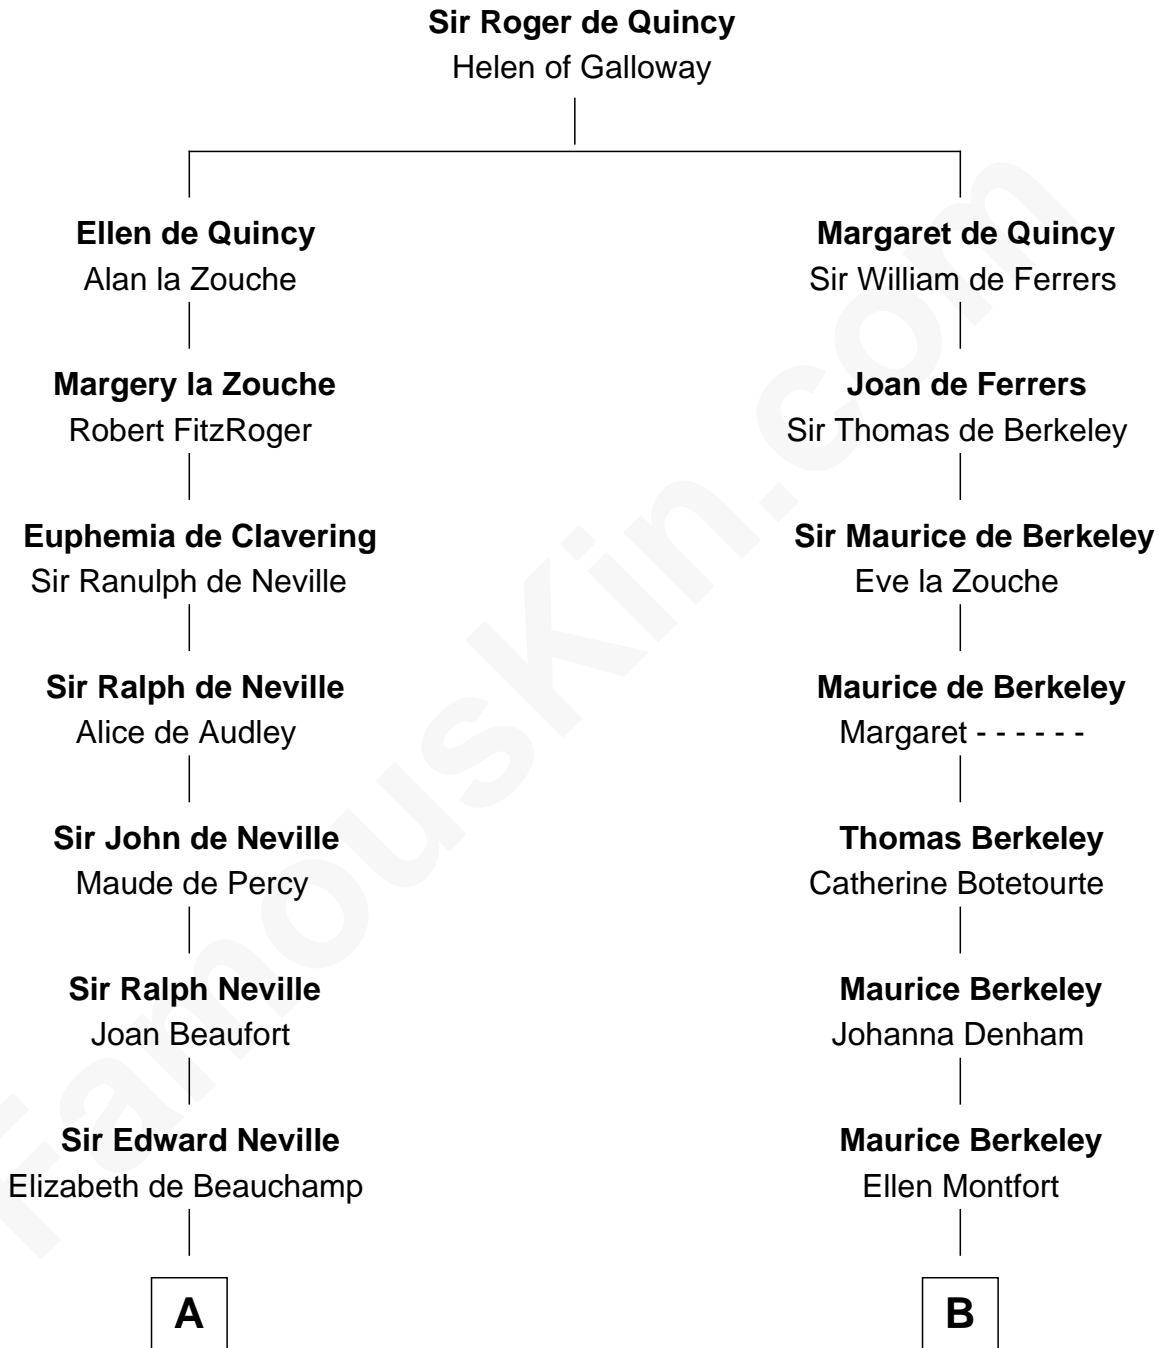 Sir Roger de Quincy
Helen of Galloway
Ellen de Quincy
Alan la Zouche
Margaret de Quincy
Sir William de Ferrers
Margery la Zouche
Robert FitzRoger
Joan de Ferrers
Sir Thomas de Berkeley
Euphemia de Clavering
Sir Ranulph de Neville
Sir Maurice de Berkeley
Eve la Zouche
Sir Ralph de Neville
Alice de Audley
Maurice de Berkeley
Margaret - - - - - -
Sir John de Neville
Maude de Percy
Thomas Berkeley
Catherine Botetourte
Sir Ralph Neville
Joan Beaufort
Maurice Berkeley
Johanna Denham
Sir Edward Neville
Elizabeth de Beauchamp
Maurice Berkeley
Ellen Montfort
A
B
FamousKin.com